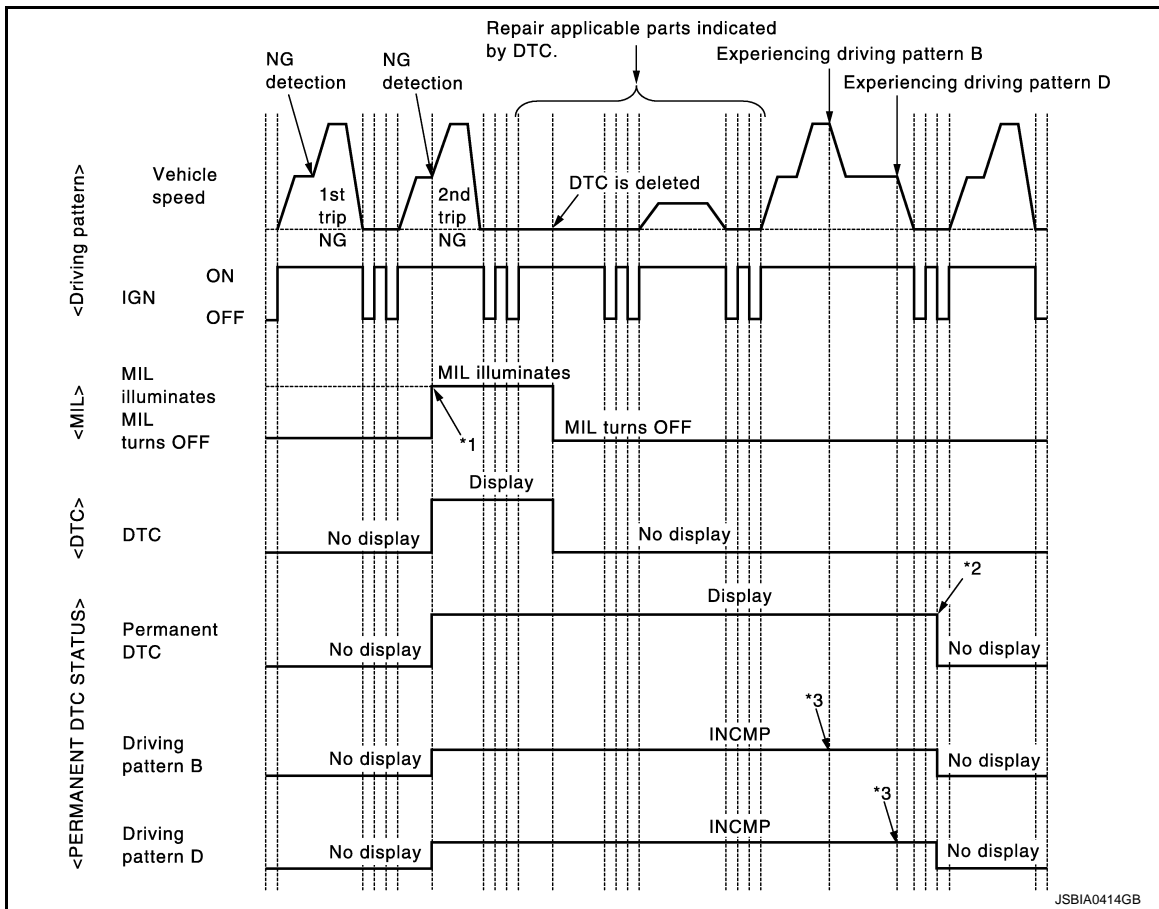 Repair applicable parts indicated
by DTC.
Experiencing driving pattern B
NG
detection
NG
detection
Experiencing driving pattern D
<Driving pattern>
Vehicle
speed
1st
trip
NG
2nd
trip
NG
DTC is deleted
IGN
ON
OFF
<MIL>
MIL
illuminates
MIL
turns OFF
MIL illuminates
*1
MIL turns OFF
<DTC>
DTC
No display
Display
No display
<PERMANENT DTC STATUS>
Permanent
DTC
No display
Display
*2
No display
Driving
pattern B
No display
INCMP
*3
No display
Driving
pattern D
No display
INCMP
*3
No display
JSBIA0414GB